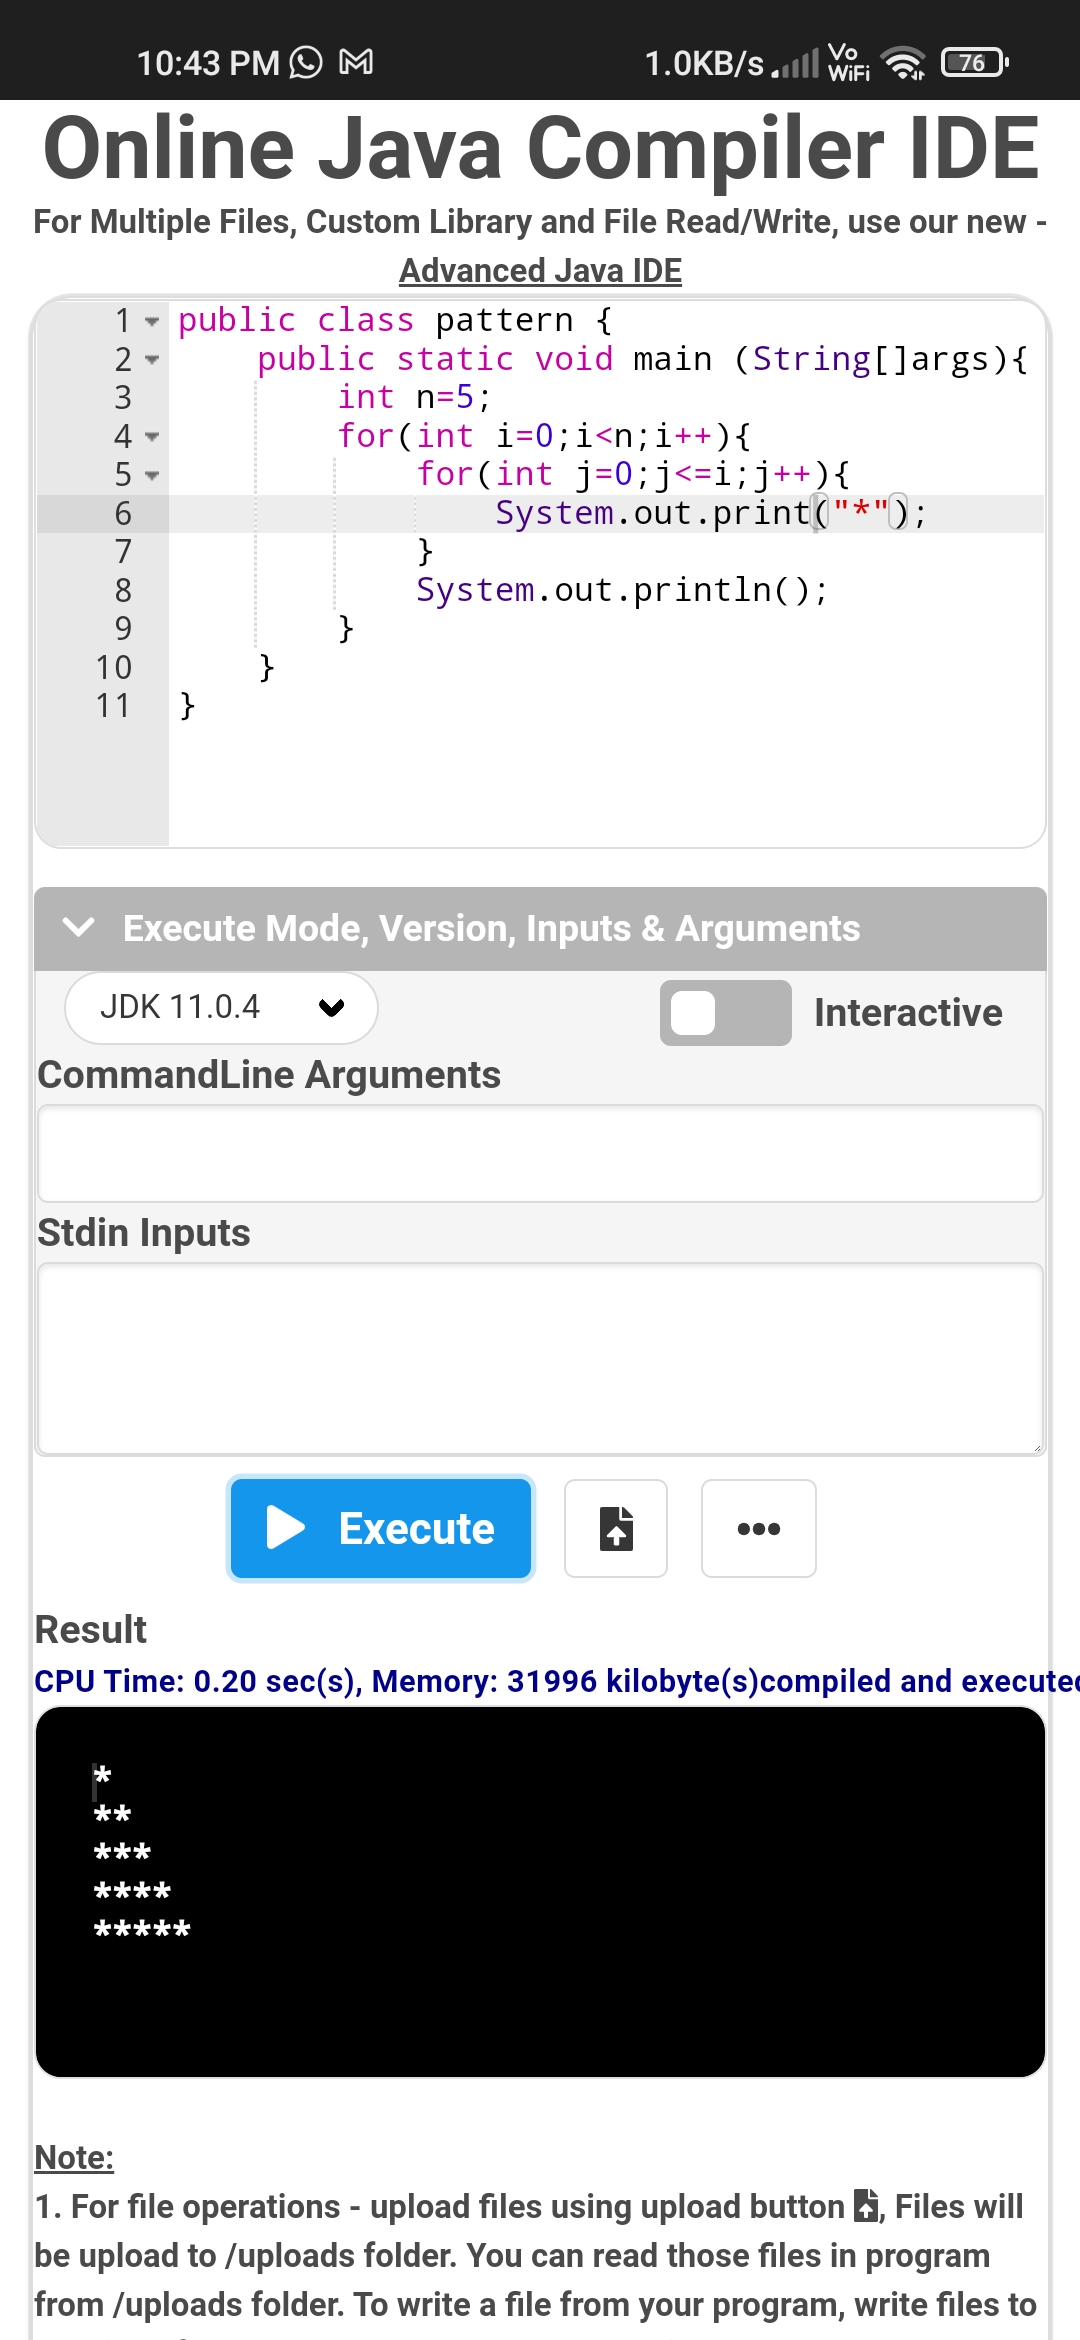 10:43 PM 1.0KB/s Vo WiFi 76
Online Java Compiler IDE
For Multiple Files, Custom Library and File Read/Write, use our new -
Advanced Java IDE
1 public class pattern {
2     public static void main (String[]args){
3         int n=5;
4         for(int i=0;i<n;i++){
5             for(int j=0;j<=i;j++){
6                 System.out.print("*");
7             }
8             System.out.println();
9         }
10     }
11 }
Execute Mode, Version, Inputs & Arguments
JDK 11.0.4 Interactive
CommandLine Arguments
Stdin Inputs
Execute
Result
CPU Time: 0.20 sec(s), Memory: 31996 kilobyte(s)compiled and executed
*
**
***
****
*****
Note:
1. For file operations - upload files using upload button , Files will
be upload to /uploads folder. You can read those files in program
from /uploads folder. To write a file from your program, write files to